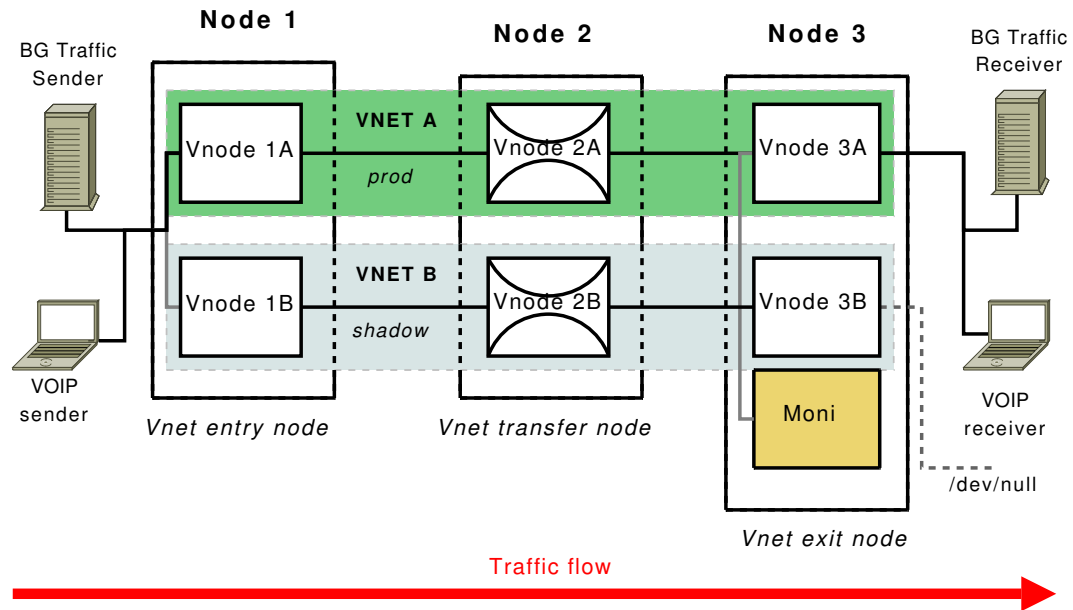 Node 1
Node 2
Node 3
BG Traffic
Sender
BG Traffic
Receiver
VNET A
Vnode 1A
Vnode 2A
Vnode 3A
prod
VNET B
Vnode 1B
Vnode 2B
Vnode 3B
shadow
VOIP
sender
Moni
VOIP
receiver
Vnet entry node
Vnet transfer node
/dev/null
Vnet exit node
Traffic flow